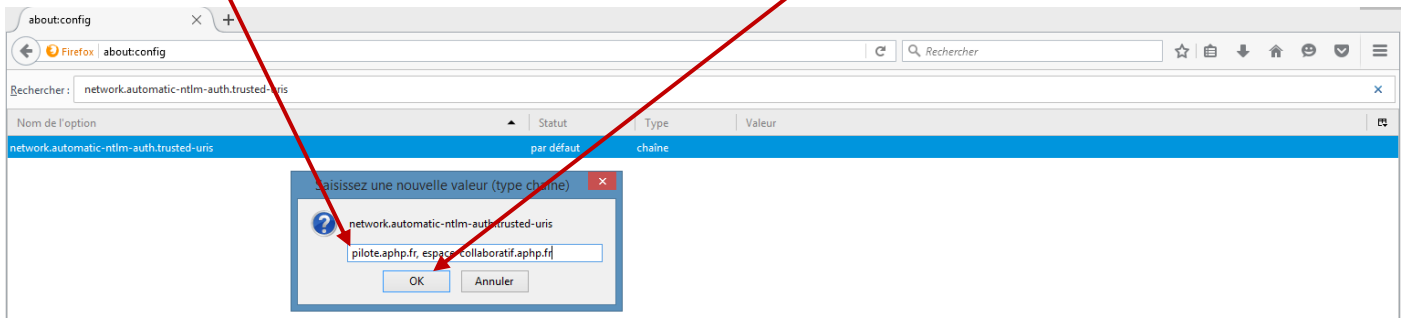 about:config
Firefox about:config
Rechercher
Rechercher : network.automatic-ntlm-auth.trusted-uris
Nom de l'option Statut Type Valeur
network.automatic-ntlm-auth.trusted-uris par défaut chaîne
Saisissez une nouvelle valeur (type chaîne)
network.automatic-ntlm-auth.trusted-uris
pilote.aphp.fr, espace-collaboratif.aphp.fr
OK Annuler